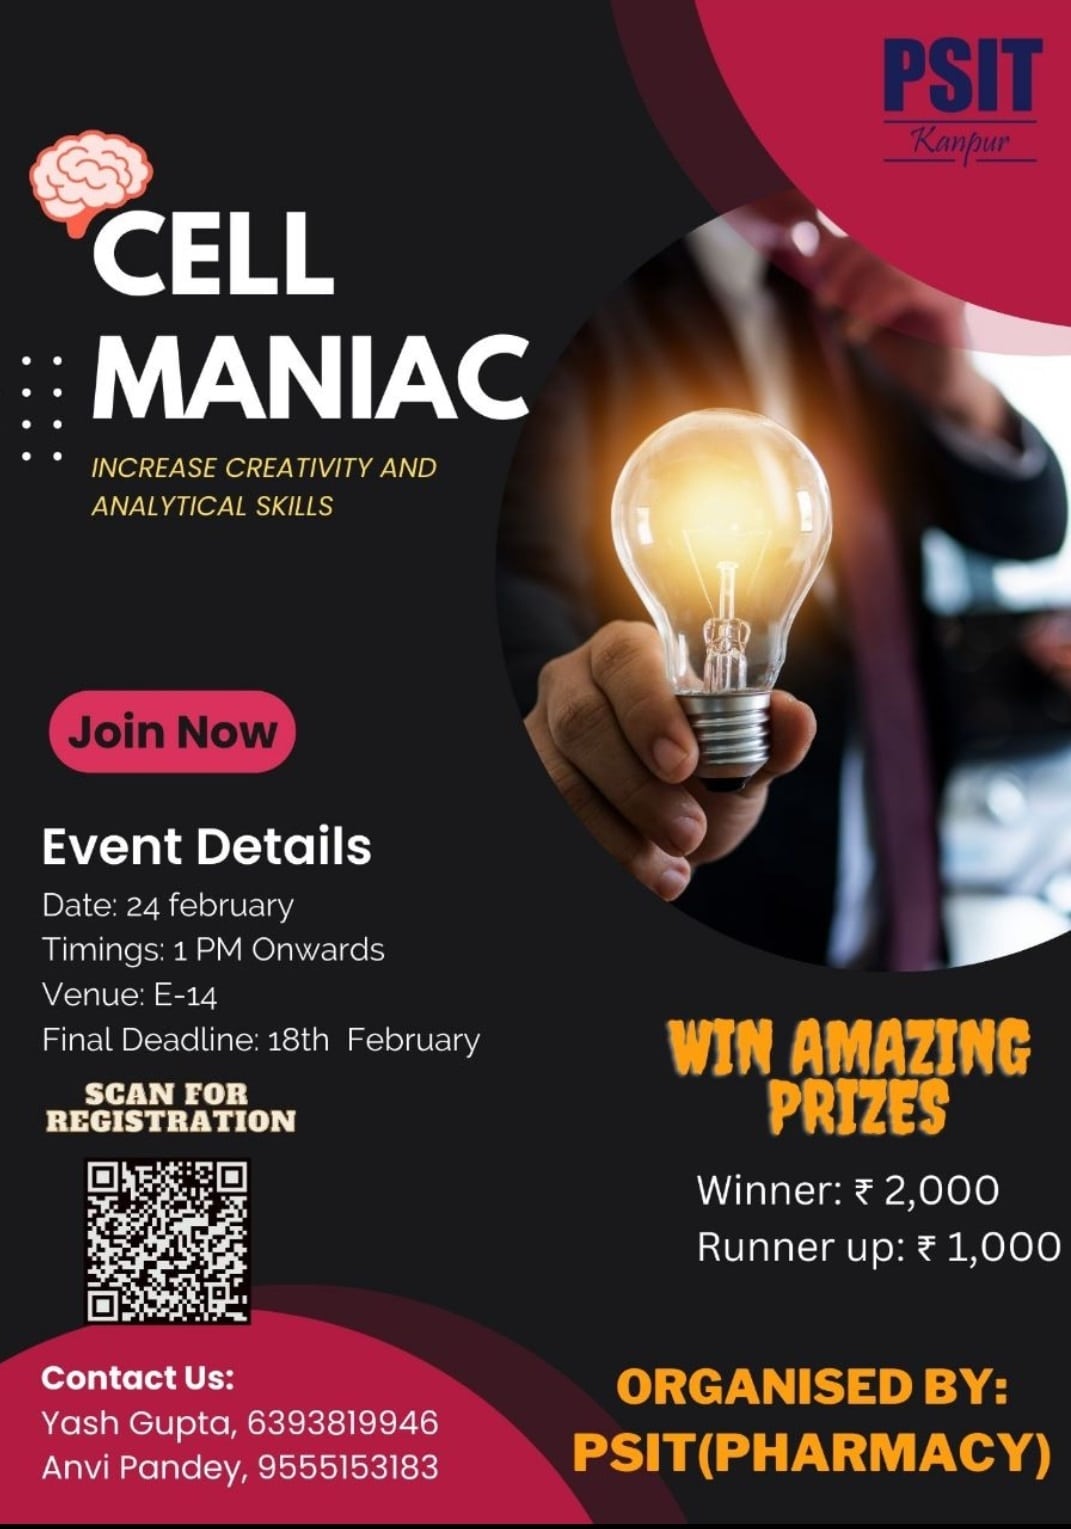 PSIT
Kanpur
CELL
MANIAC
INCREASE CREATIVITY AND
ANALYTICAL SKILLS
Join Now
Event Details
Date: 24 february
Timings: 1 PM Onwards
Venue: E-14
Final Deadline: 18th February
SCAN FOR
REGISTRATION
WIN AMAZING
PRIZES
Winner: ₹ 2,000
Runner up: ₹ 1,000
Contact Us:
Yash Gupta, 6393819946
Anvi Pandey, 9555153183
ORGANISED BY:
PSIT(PHARMACY)